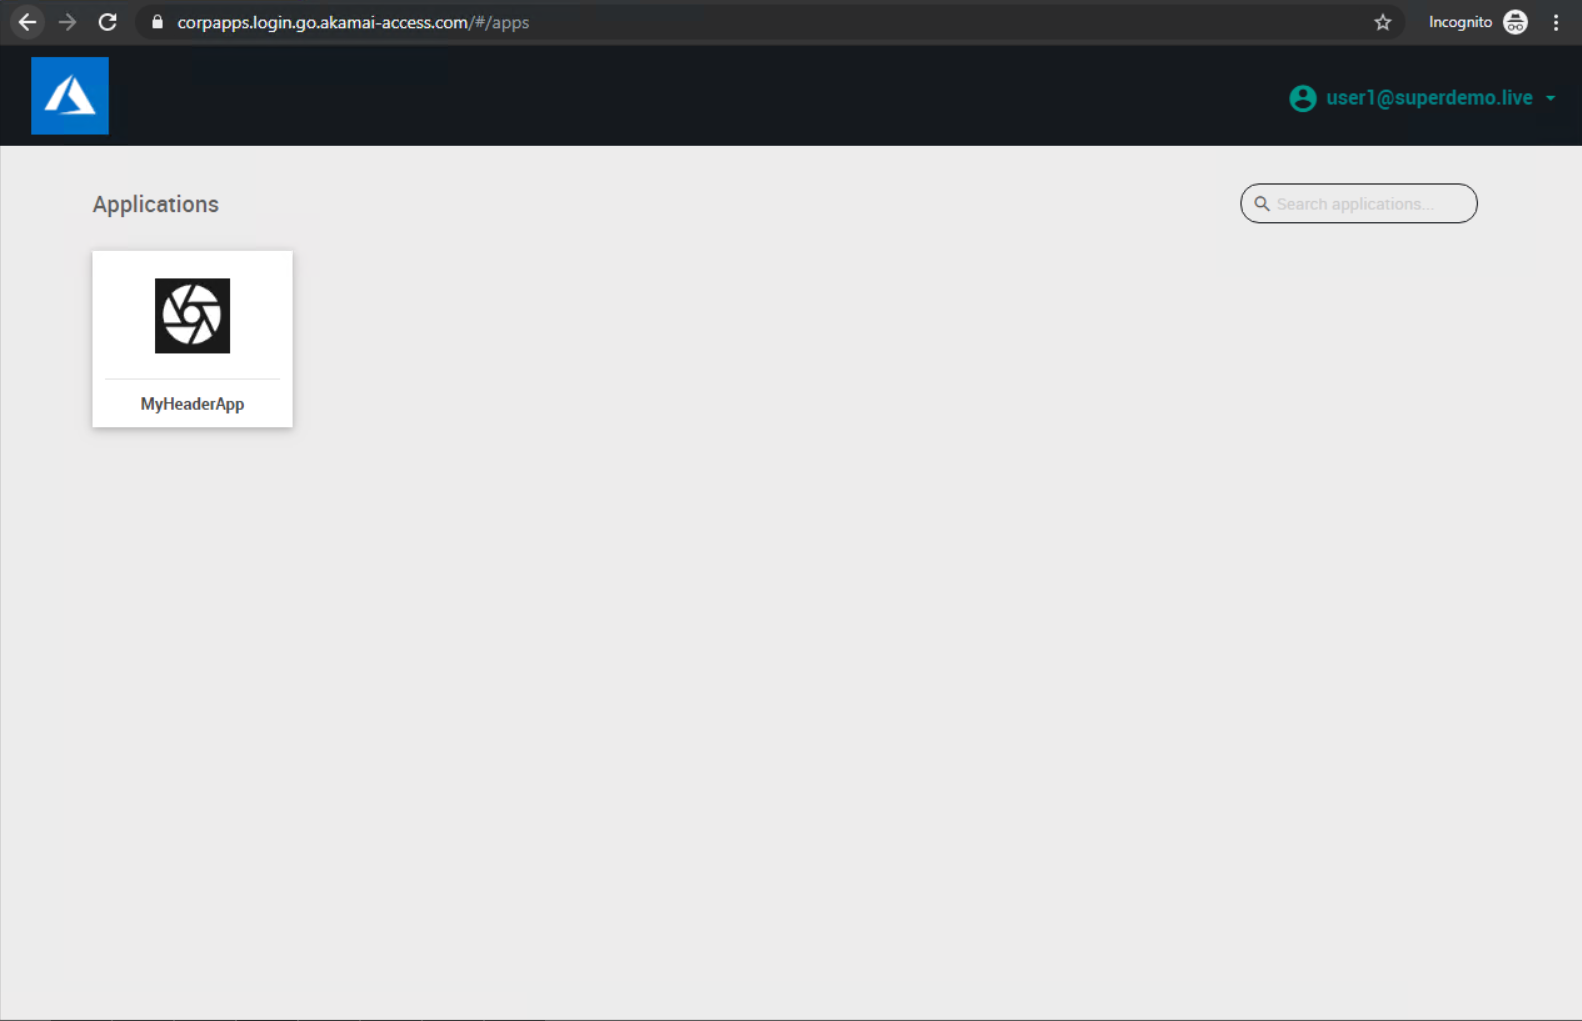 corpapps.login.go.akamai-access.com/#/apps
Incognito
user1@superdemo.live
Applications
Search applications...
MyHeaderApp